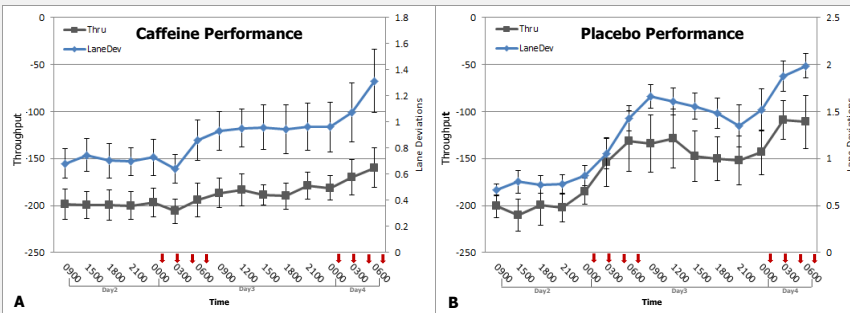 Caffeine Performance
Thru
LaneDev
0
-50
-100
-150
-200
-250
Throughput
1.8
1.6
1.4
1.2
1
0.8
0.6
0.4
0.2
0
Lane Deviations
0900
1500
1800
2100
0000
0300
0600
0900
1200
1500
1800
2100
0000
0300
0600
Day2
Day3
Day4
Time
A
Placebo Performance
Thru
LaneDev
0
-50
-100
-150
-200
-250
Throughput
2.5
2
1.5
1
0.5
0
Lane Deviations
0900
1500
1800
2100
0000
0300
0600
0900
1200
1500
1800
2100
0000
0300
0600
Day2
Day3
Day4
Time
B